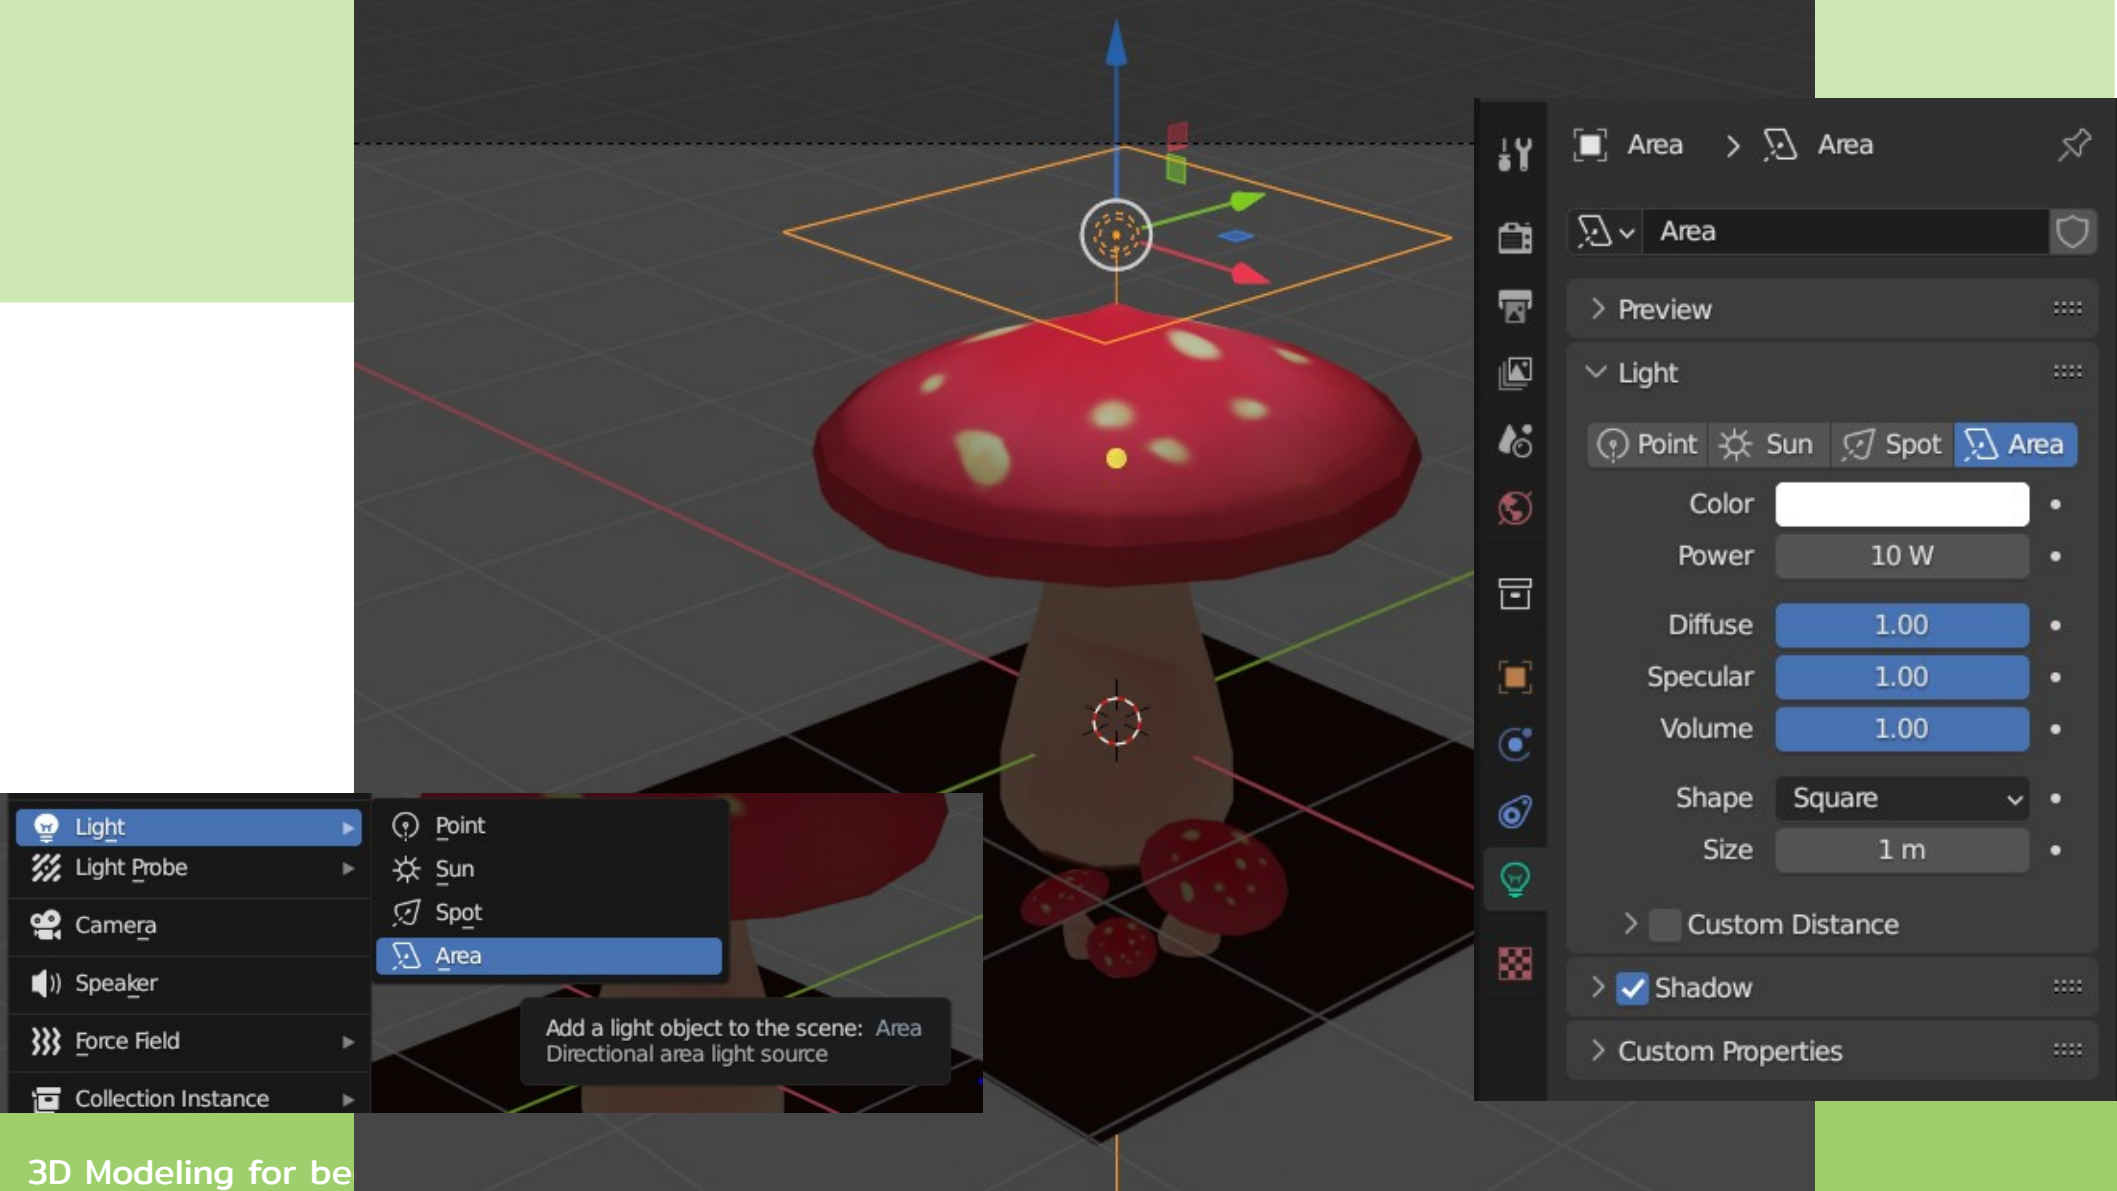 Area > Area
Area
Preview
Light
Point Sun Spot Area
Color
Power 10 W
Diffuse 1.00
Specular 1.00
Volume 1.00
Shape Square
Size 1 m
Custom Distance
Shadow
Custom Properties
Light
Light Probe
Camera
Speaker
Force Field
Collection Instance
Point
Sun
Spot
Area
Add a light object to the scene: Area
Directional area light source
3D Modeling for be